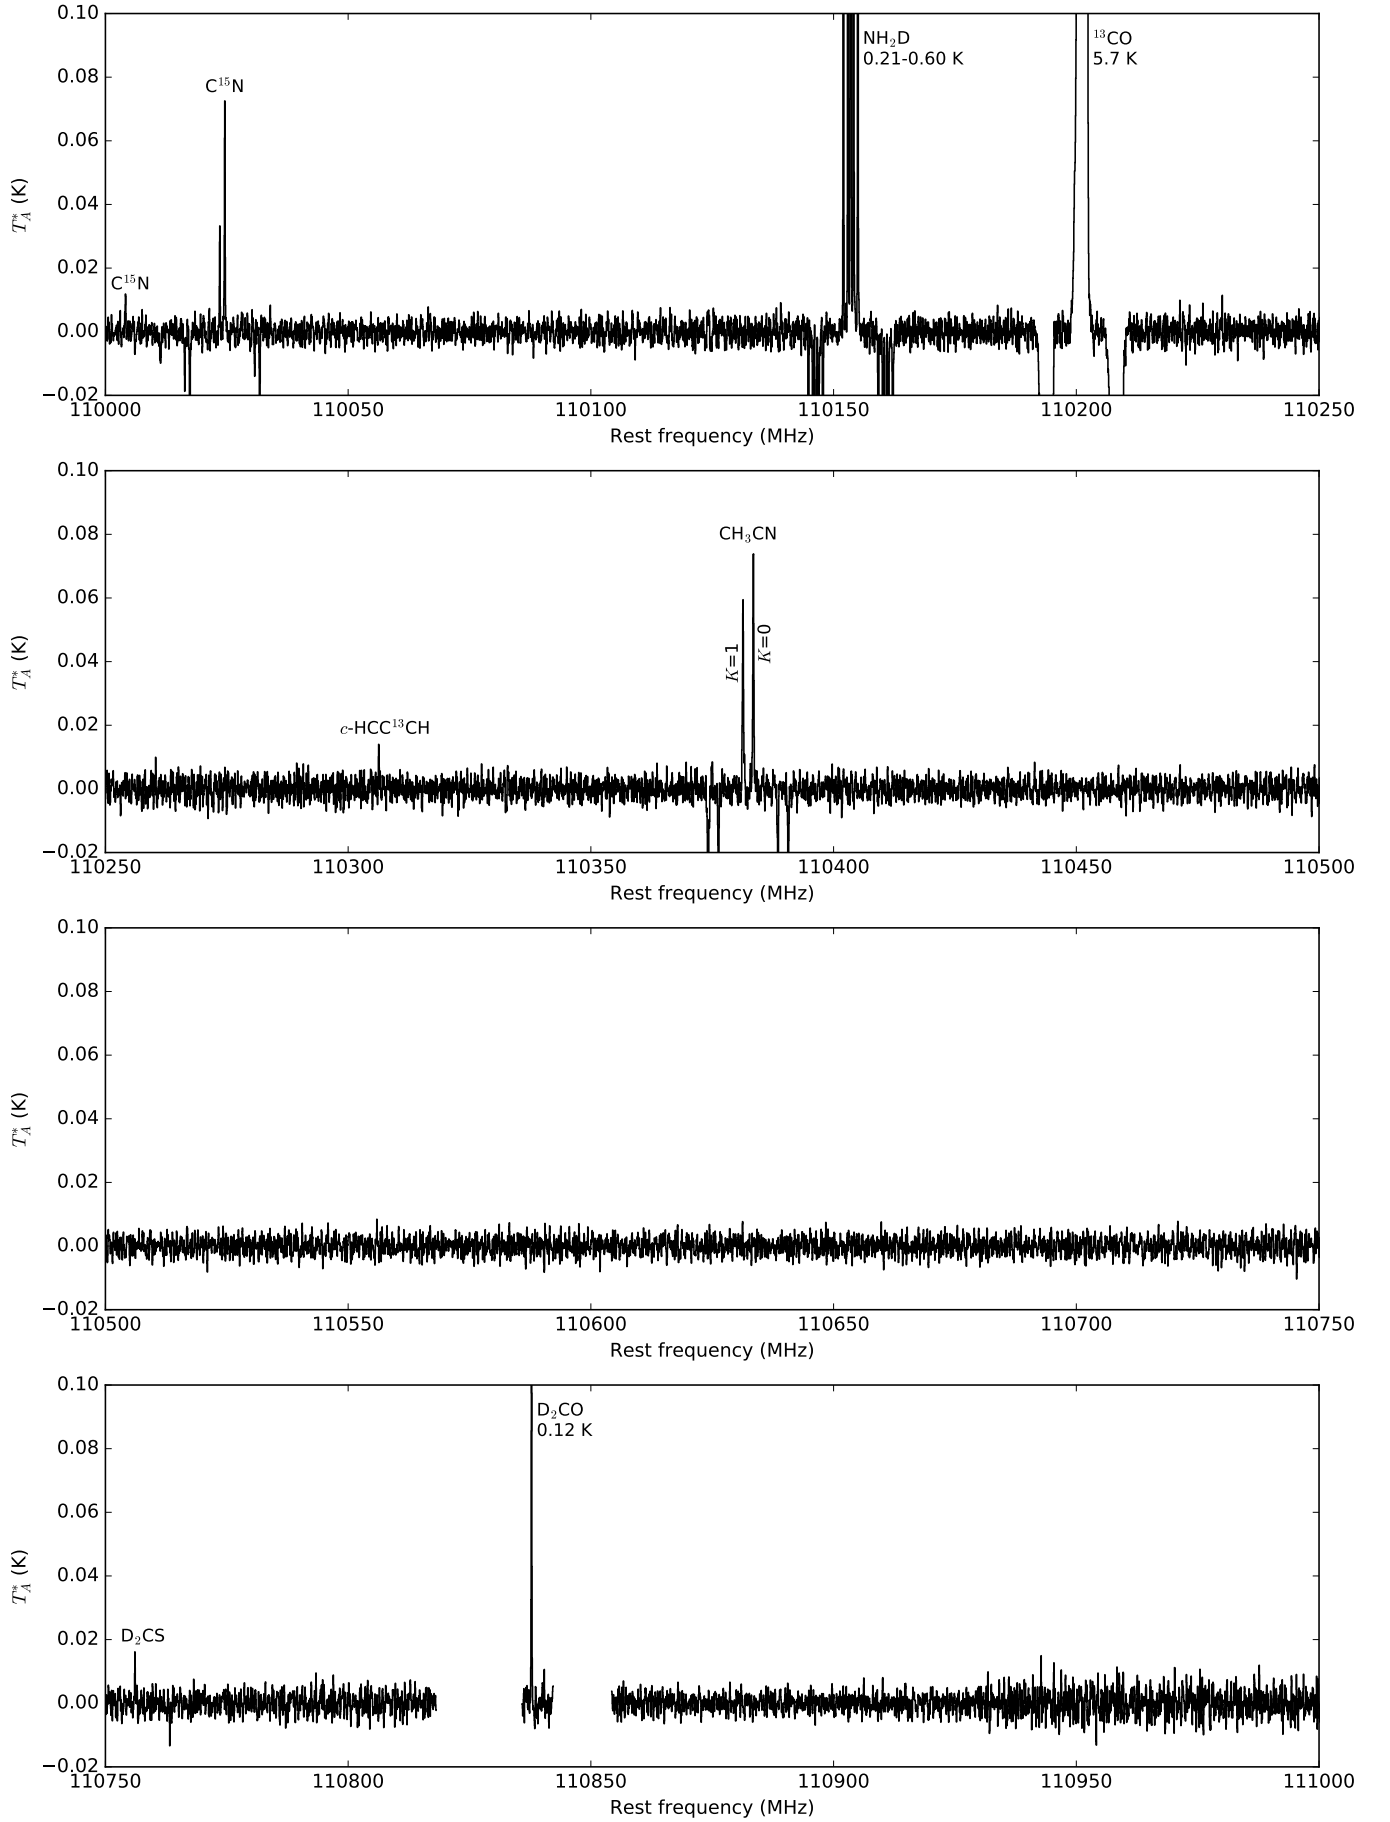 0.10
0.08
0.06
0.04
0.02
0.00
−0.02
T*A (K)
C¹⁵N
C¹⁵N
NH₂D
0.21-0.60 K
¹³CO
5.7 K
110000 110050 110100 110150 110200 110250
Rest frequency (MHz)
0.10
0.08
0.06
0.04
0.02
0.00
−0.02
T*A (K)
c-HCC¹³CH
CH₃CN
K=1
K=0
110250 110300 110350 110400 110450 110500
Rest frequency (MHz)
0.10
0.08
0.06
0.04
0.02
0.00
−0.02
T*A (K)
110500 110550 110600 110650 110700 110750
Rest frequency (MHz)
0.10
0.08
0.06
0.04
0.02
0.00
−0.02
T*A (K)
D₂CS
D₂CO
0.12 K
110750 110800 110850 110900 110950 111000
Rest frequency (MHz)